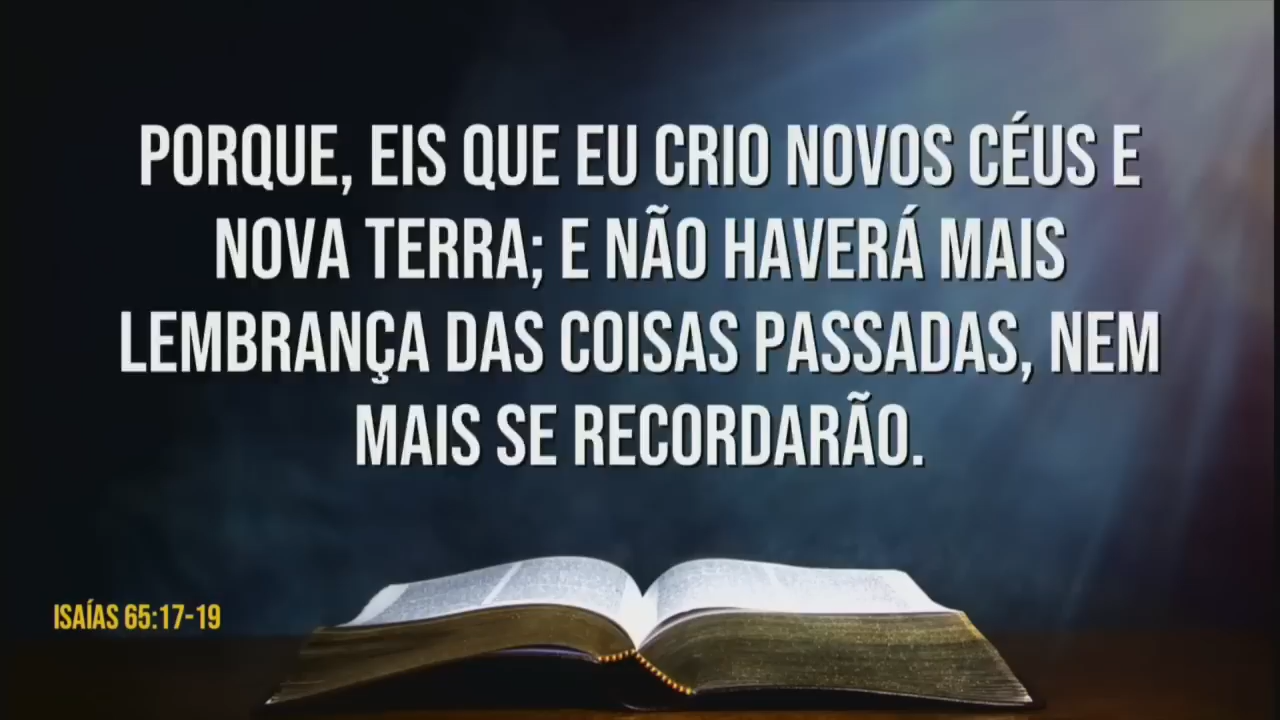 PORQUE, EIS QUE EU CRIO NOVOS CÉUS E
NOVA TERRA; E NÃO HAVERÁ MAIS
LEMBRANÇA DAS COISAS PASSADAS, NEM
MAIS SE RECORDARÃO.
ISAÍAS 65:17-19